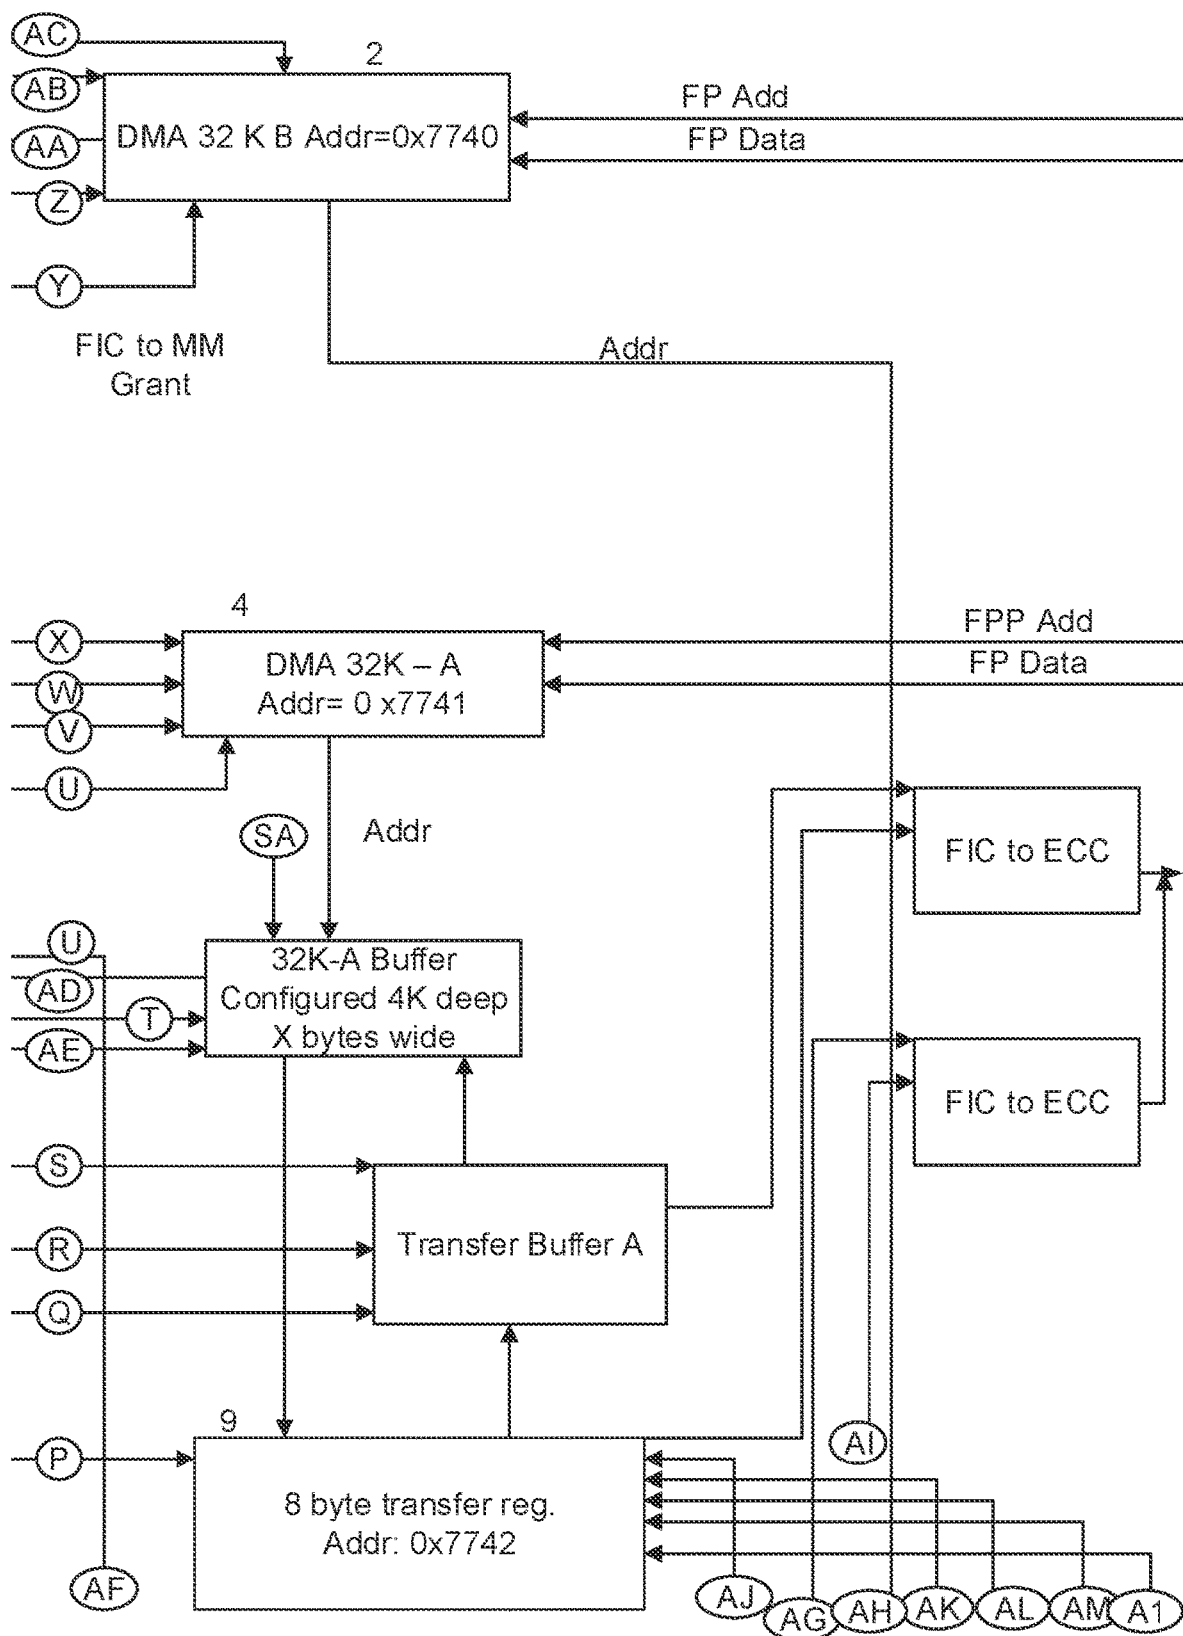 AC
2
AB
FP Add
DMA 32 K B Addr=0x7740
FP Data
AA
Z
Y
FIC to MM
Grant
Addr
4
X
FPP Add
DMA 32K – A
FP Data
W
Addr= 0 x7741
V
U
SA
Addr
FIC to ECC
U
32K-A Buffer
AD
Configured 4K deep
T
X bytes wide
AE
FIC to ECC
S
R
Transfer Buffer A
Q
9
AI
P
8 byte transfer reg.
Addr: 0x7742
AF
AJ
AG
AH
AK
AL
AM
A1